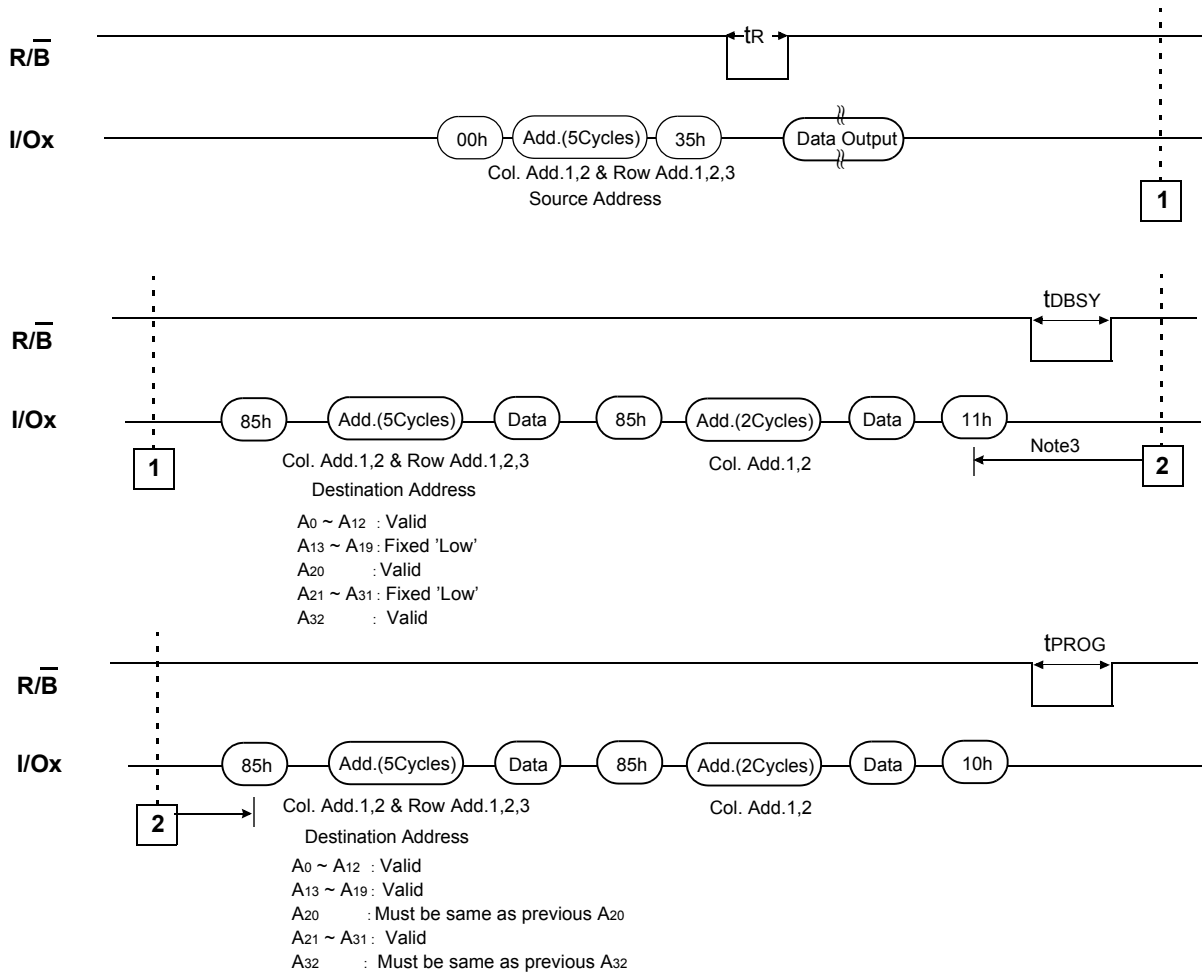 tR
R/B
I/Ox
00h Add.(5Cycles) 35h Data Output
Col. Add.1,2 & Row Add.1,2,3
Source Address
1
tDBSY
R/B
I/Ox
85h Add.(5Cycles) Data 85h Add.(2Cycles) Data 11h
Note3
1
Col. Add.1,2 & Row Add.1,2,3 Col. Add.1,2
2
Destination Address
A0 ~ A12 : Valid
A13 ~ A19 : Fixed 'Low'
A20 : Valid
A21 ~ A31 : Fixed 'Low'
A32 : Valid
tPROG
R/B
I/Ox
85h Add.(5Cycles) Data 85h Add.(2Cycles) Data 10h
2
Col. Add.1,2 & Row Add.1,2,3 Col. Add.1,2
Destination Address
A0 ~ A12 : Valid
A13 ~ A19 : Valid
A20 : Must be same as previous A20
A21 ~ A31 : Valid
A32 : Must be same as previous A32